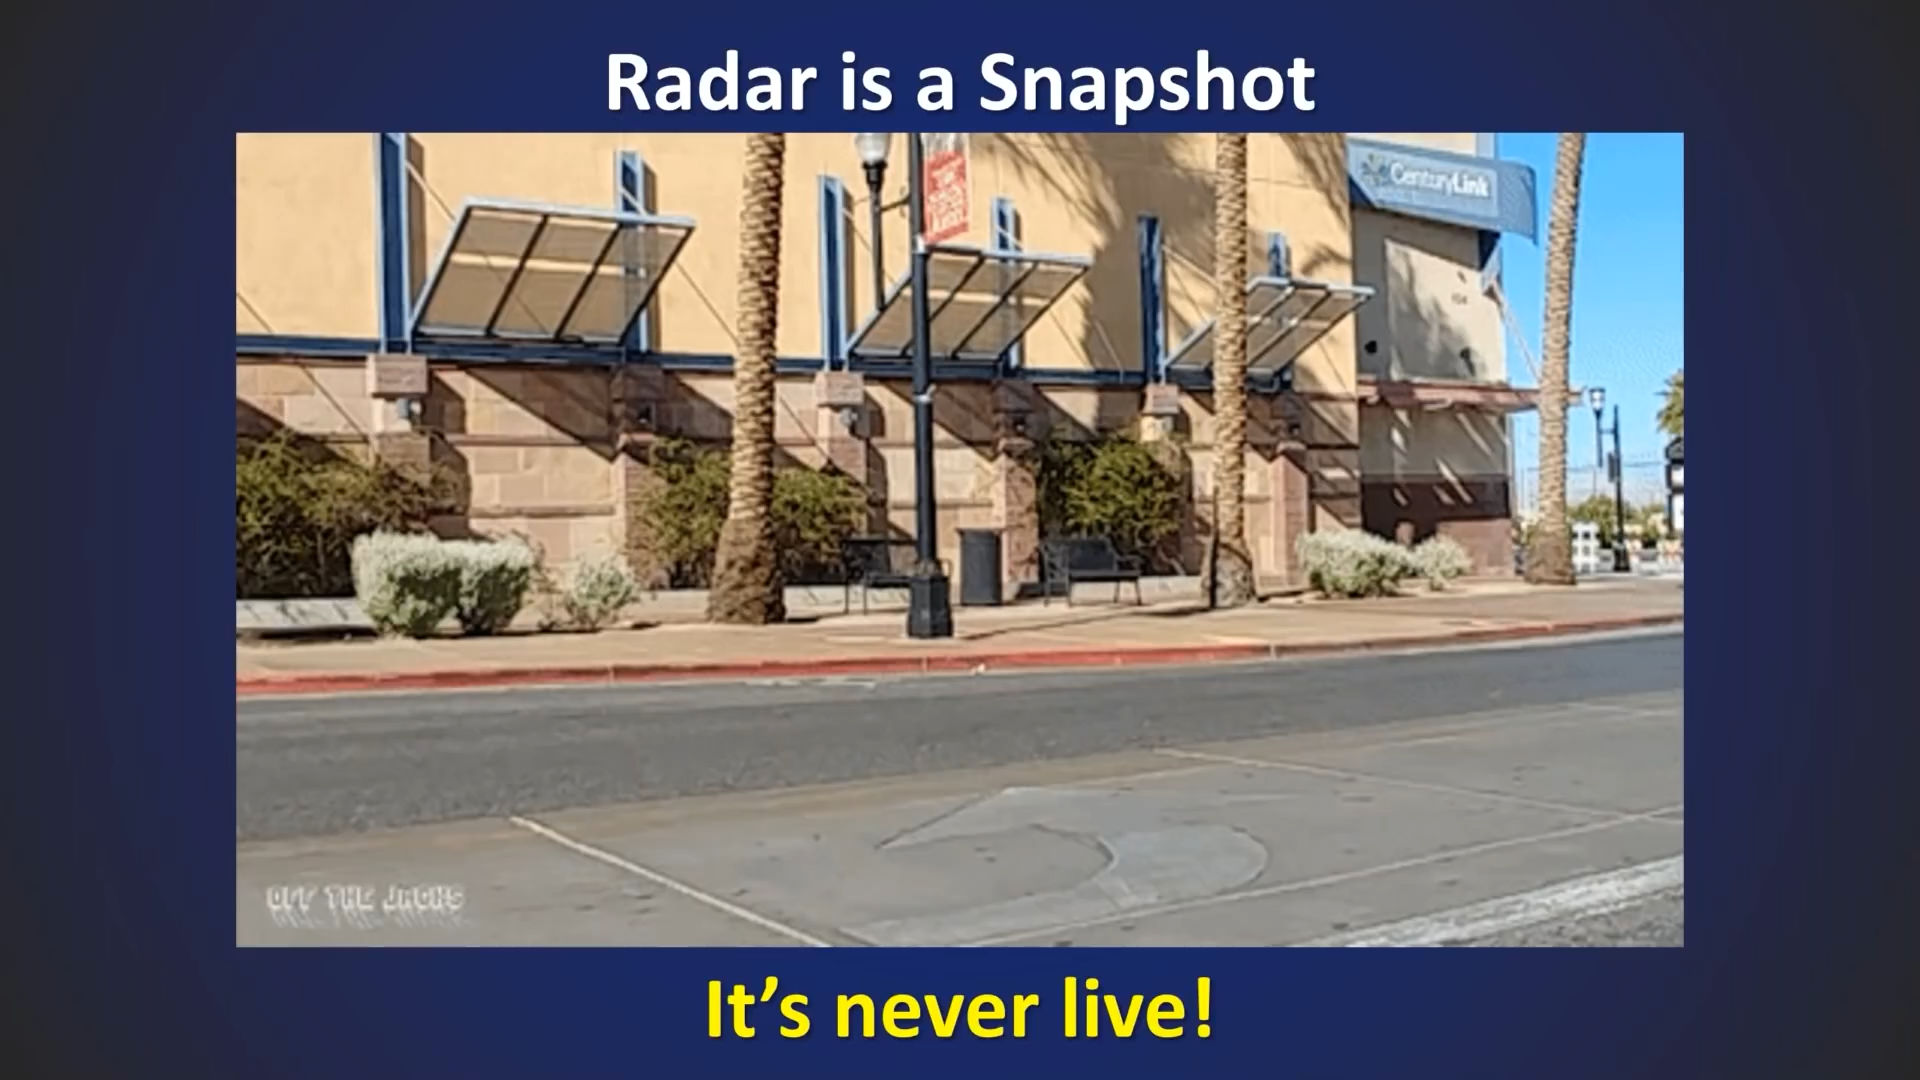 Radar is a Snapshot
CenturyLink
OFF THE JACKS
It’s never live!